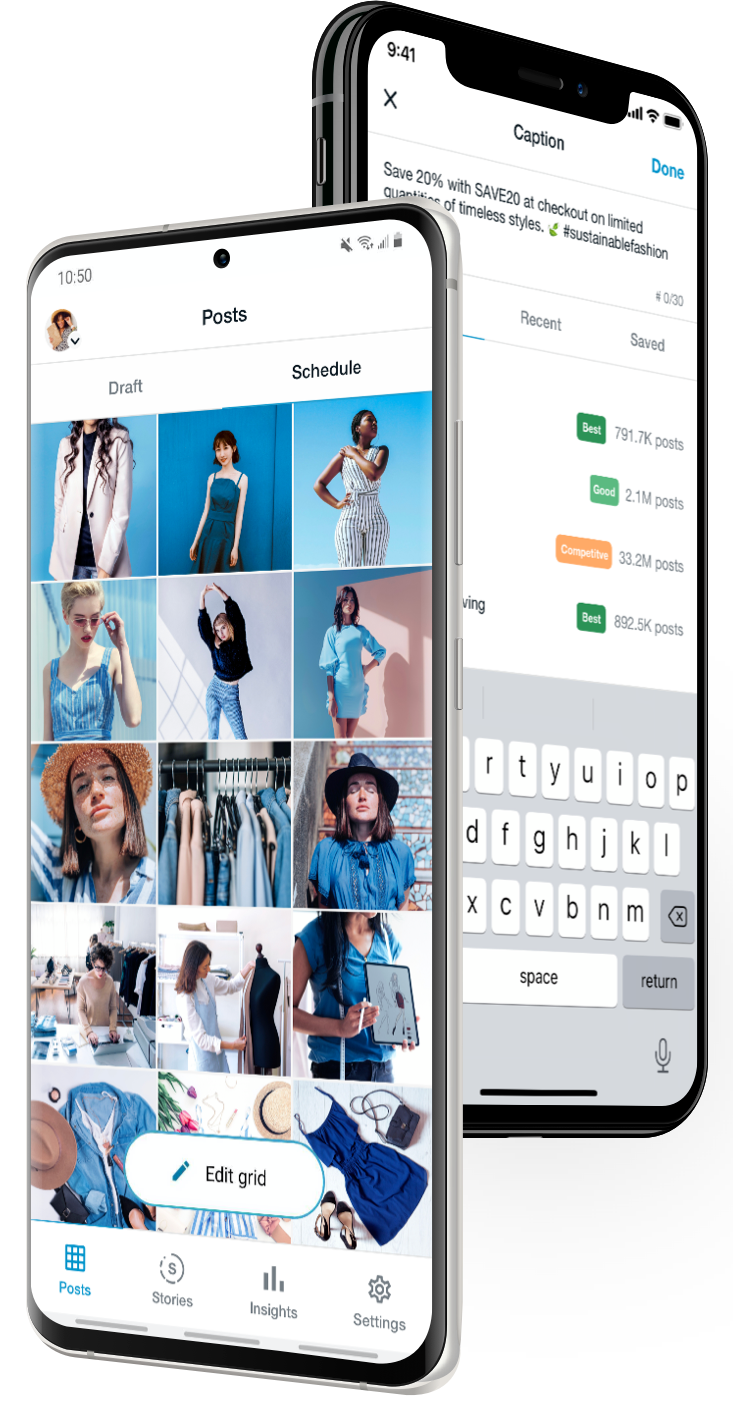 9:41
Caption
Done
Save 20% with SAVE20 at checkout on limited
quantities of timeless styles. 🌿 #sustainablefashion
# 0/30
Recent
Saved
Best 791.7K posts
Good 2.1M posts
Competitve 33.2M posts
ving
Best 892.5K posts
r t y u i o p
d f g h j k l
x c v b n m
space
return
10:50
Posts
Draft
Schedule
Edit grid
Posts
S
Stories
Insights
Settings